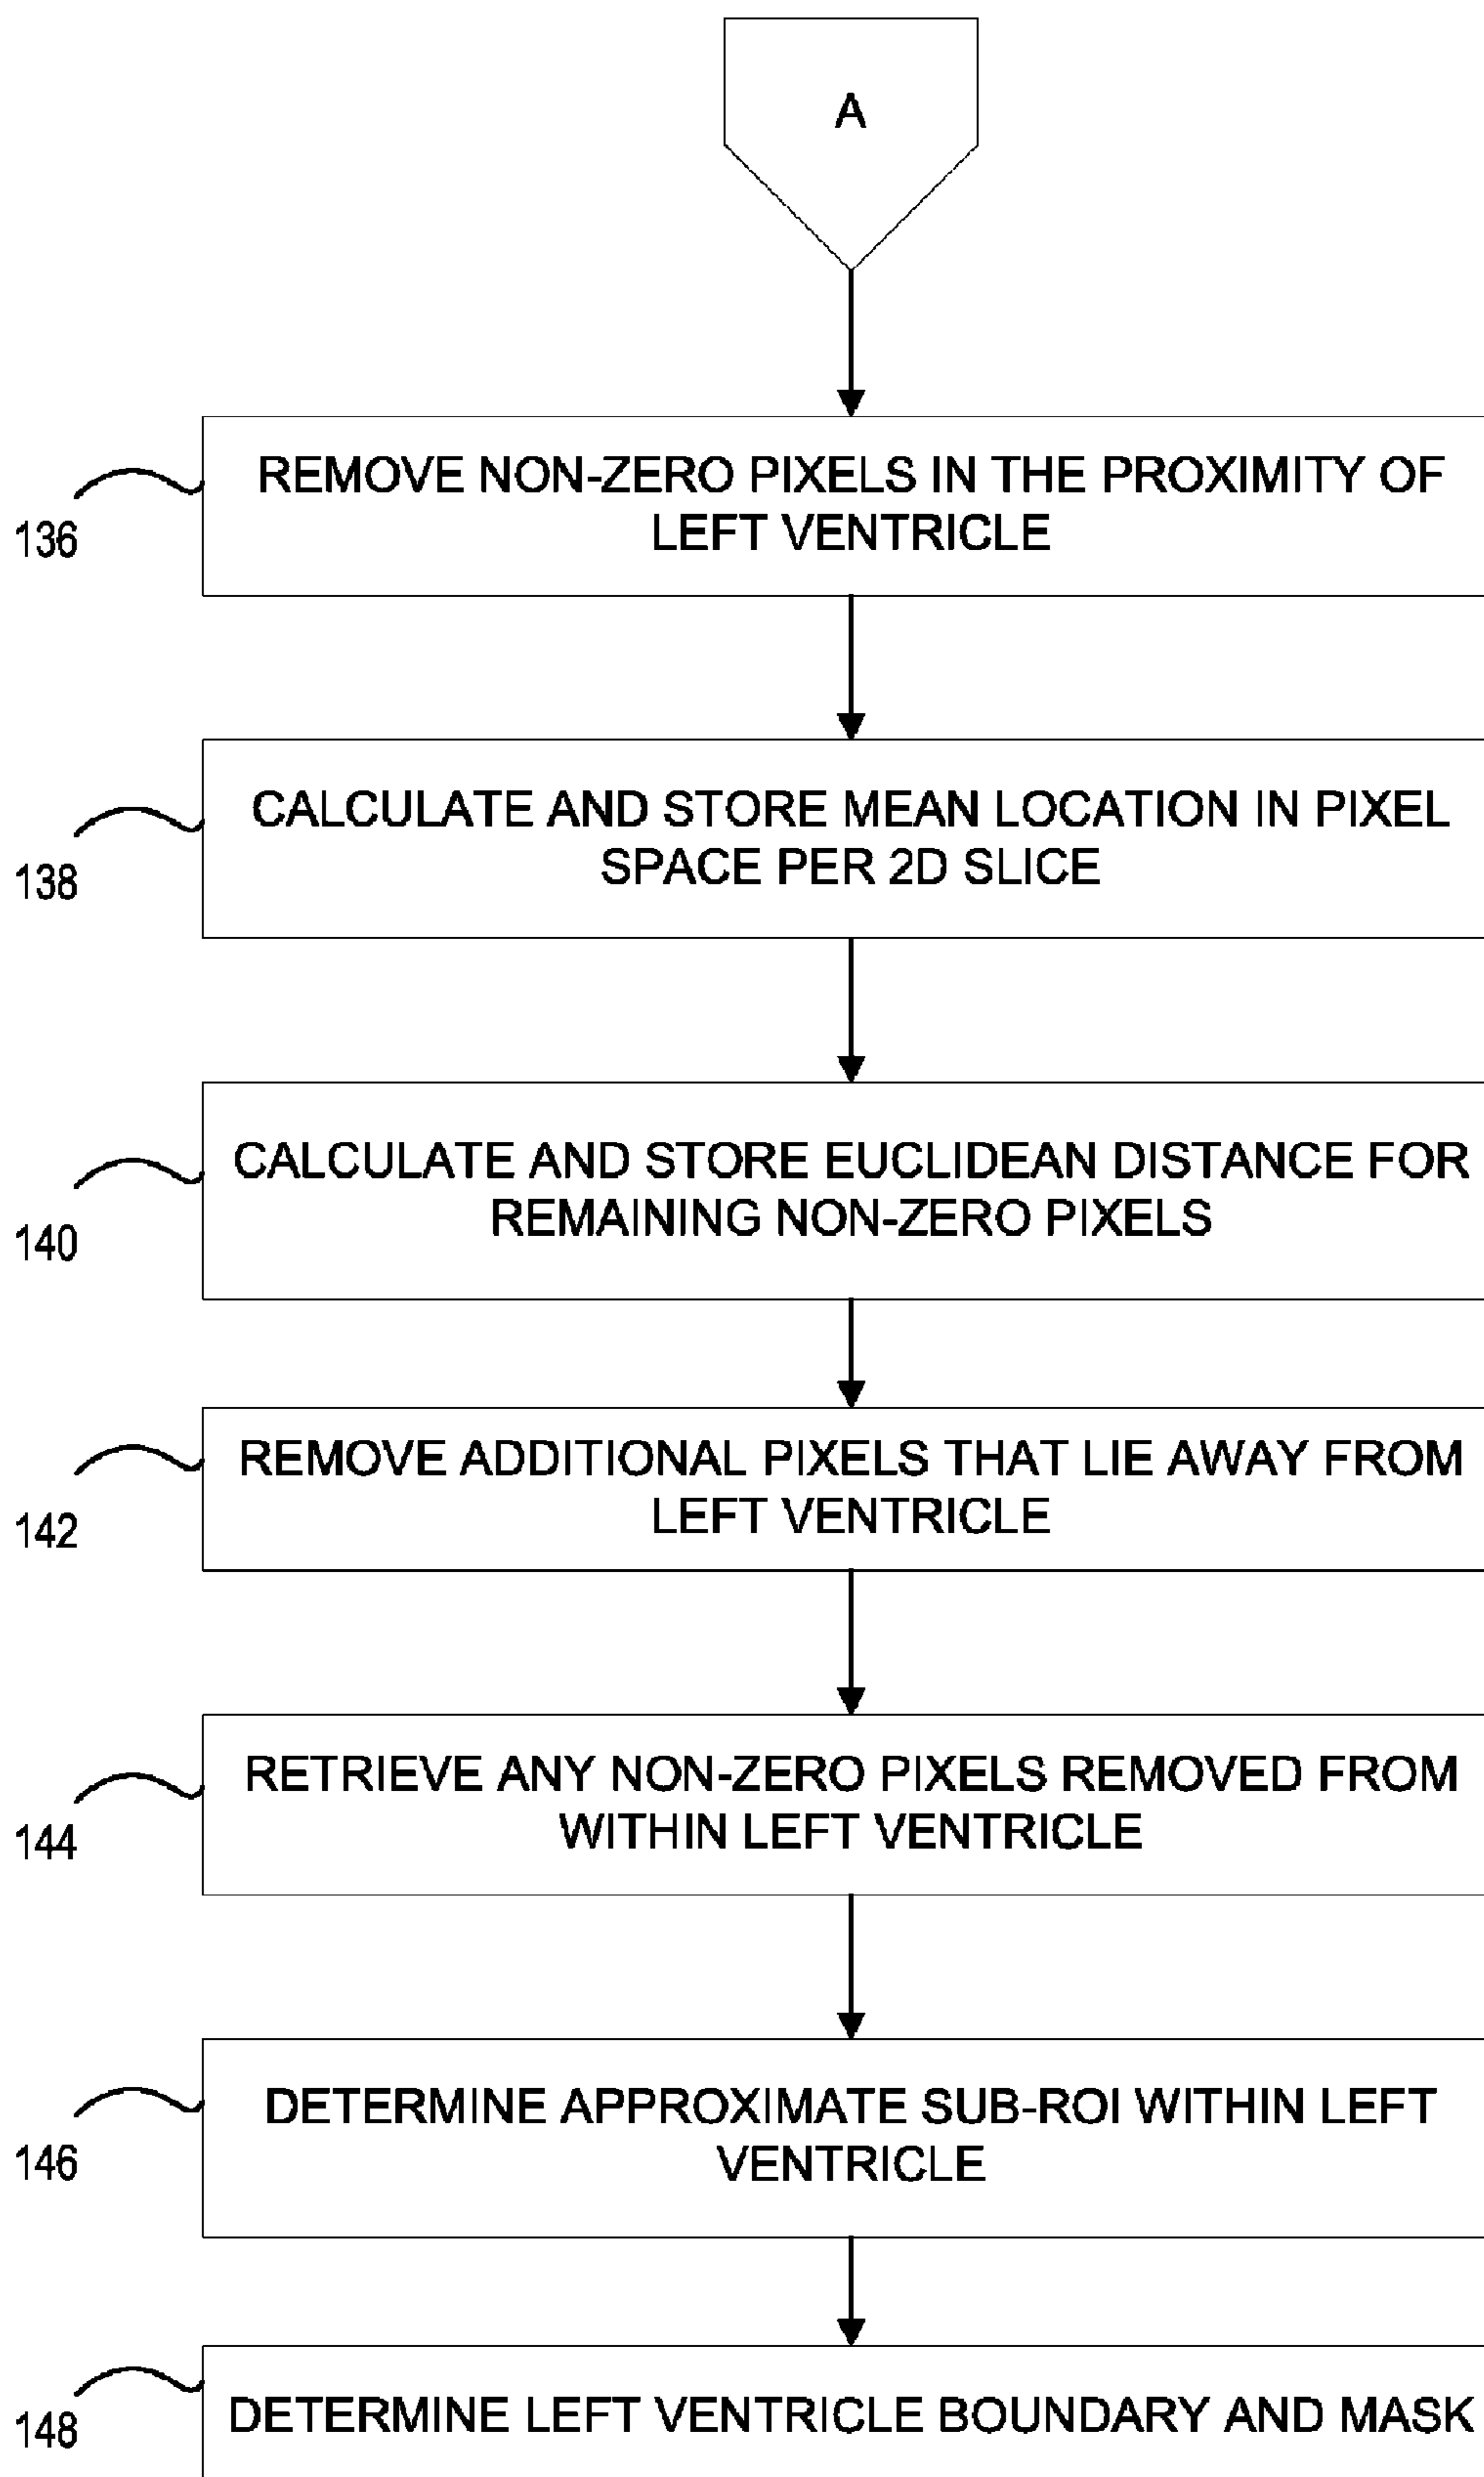 A
REMOVE NON-ZERO PIXELS IN THE PROXIMITY OF
LEFT VENTRICLE
136
CALCULATE AND STORE MEAN LOCATION IN PIXEL
SPACE PER 2D SLICE
138
CALCULATE AND STORE EUCLIDEAN DISTANCE FOR
REMAINING NON-ZERO PIXELS
140
REMOVE ADDITIONAL PIXELS THAT LIE AWAY FROM
LEFT VENTRICLE
142
RETRIEVE ANY NON-ZERO PIXELS REMOVED FROM
WITHIN LEFT VENTRICLE
144
DETERMINE APPROXIMATE SUB-ROI WITHIN LEFT
VENTRICLE
146
DETERMINE LEFT VENTRICLE BOUNDARY AND MASK
148